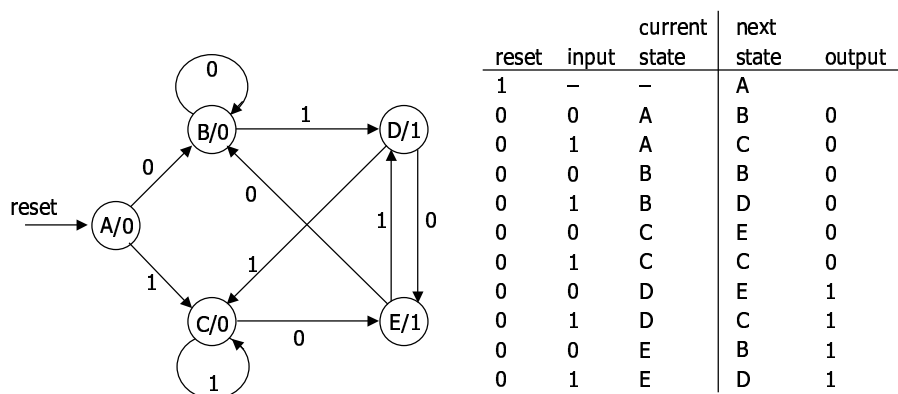 0
B/0
1
D/1
0
0
reset
A/0
1
0
1
1
C/0
0
E/1
1
current next
reset input state state output
1 – – A
0 0 A B 0
0 1 A C 0
0 0 B B 0
0 1 B D 0
0 0 C E 0
0 1 C C 0
0 0 D E 1
0 1 D C 1
0 0 E B 1
0 1 E D 1